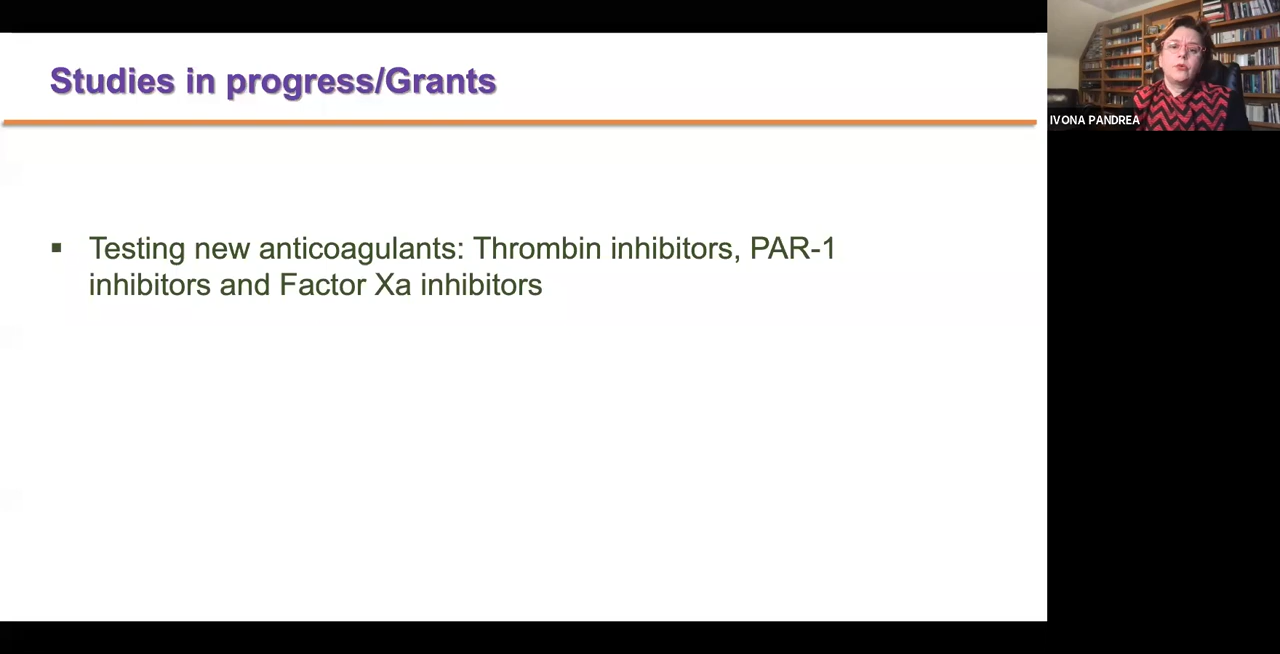 Studies in progress/Grants
▪ Testing new anticoagulants: Thrombin inhibitors, PAR-1
inhibitors and Factor Xa inhibitors
IVONA PANDREA